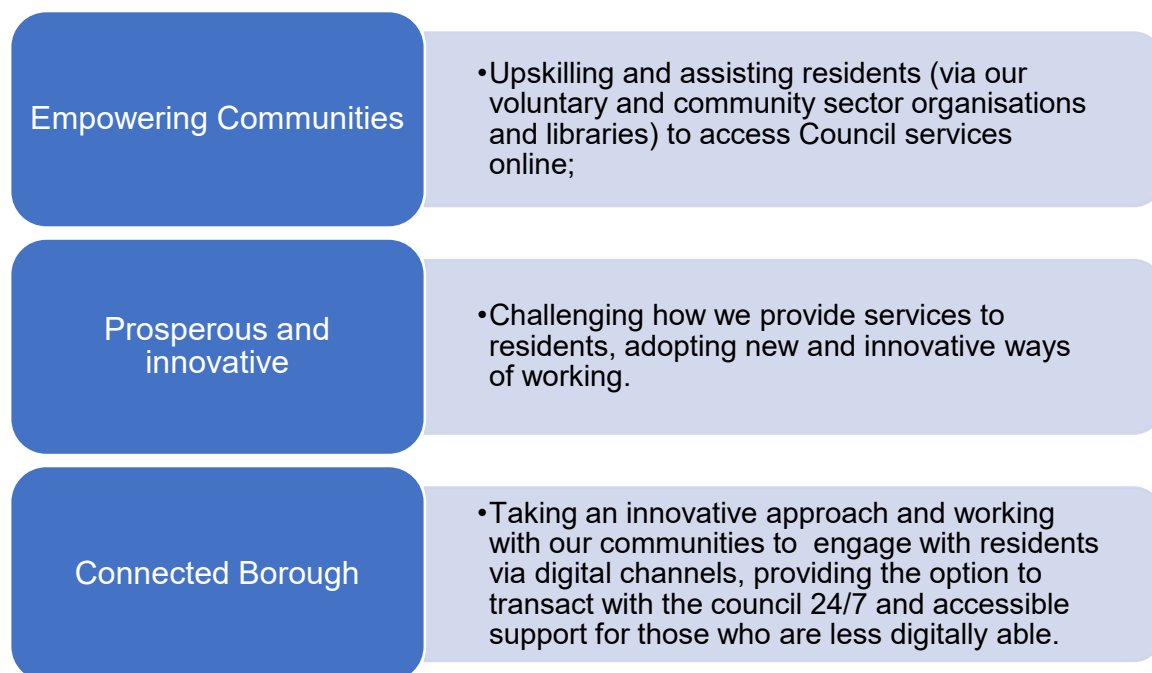 Empowering Communities
•Upskilling and assisting residents (via our
voluntary and community sector organisations
and libraries) to access Council services
online;
Prosperous and
innovative
•Challenging how we provide services to
residents, adopting new and innovative ways
of working.
Connected Borough
•Taking an innovative approach and working
with our communities to  engage with residents
via digital channels, providing the option to
transact with the council 24/7 and accessible
support for those who are less digitally able.